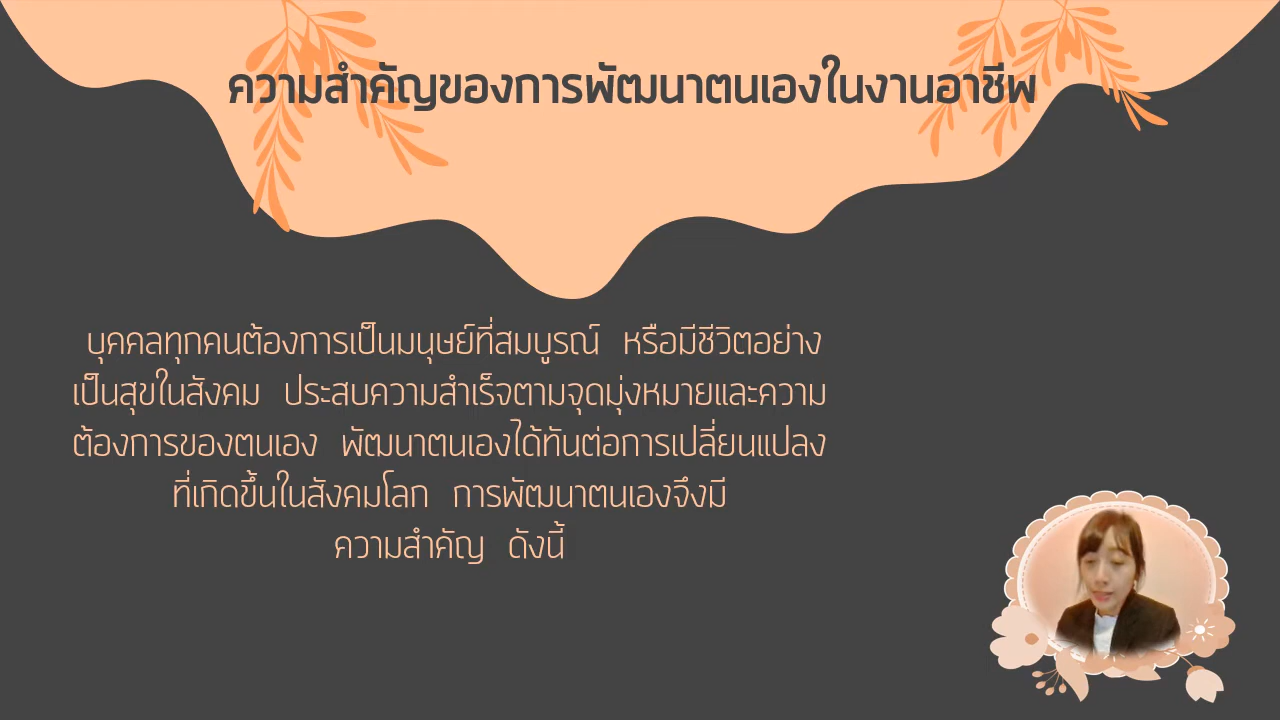 ความสำคัญของการพัฒนาตนเองในงานอาชีพ
บุคคลทุกคนต้องการเป็นมนุษย์ที่สมบูรณ์ หรือมีชีวิตอย่าง
เป็นสุขในสังคม ประสบความสำเร็จตามจุดมุ่งหมายและความ
ต้องการของตนเอง พัฒนาตนเองได้ทันต่อการเปลี่ยนแปลง
ที่เกิดขึ้นในสังคมโลก การพัฒนาตนเองจึงมี
ความสำคัญ ดังนี้